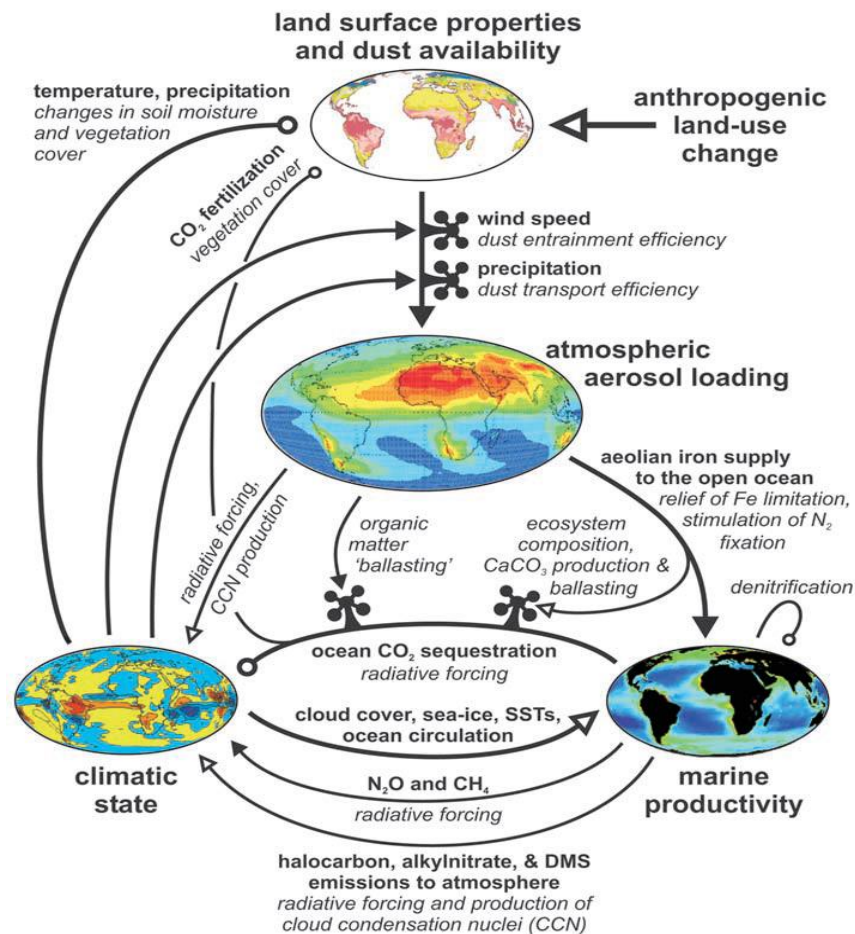 land surface properties
and dust availability
temperature, precipitation
changes in soil moisture
and vegetation
cover
anthropogenic
land-use
change
CO₂ fertilization
vegetation cover
wind speed
dust entrainment efficiency
precipitation
dust transport efficiency
atmospheric
aerosol loading
aeolian iron supply
to the open ocean
relief of Fe limitation,
stimulation of N₂
fixation
radiative forcing,
CCN production
organic
matter
‘ballasting’
ecosystem
composition,
CaCO₃ production &
ballasting
denitrification
ocean CO₂ sequestration
radiative forcing
cloud cover, sea-ice, SSTs,
ocean circulation
climatic
state
marine
productivity
N₂O and CH₄
radiative forcing
halocarbon, alkylnitrate, & DMS
emissions to atmosphere
radiative forcing and production of
cloud condensation nuclei (CCN)